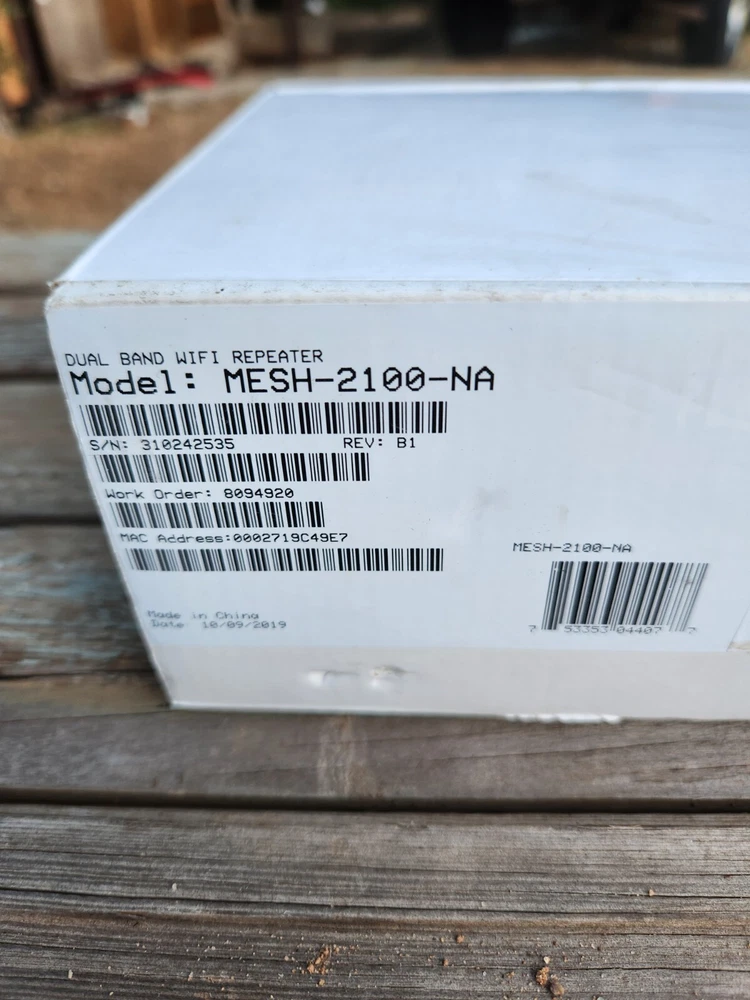 DUAL BAND WIFI REPEATER
Model: MESH-2100-NA
S/N: 310242535 REV: B1
Work Order: 8094920
MAC Address:0002719C49E7
MESH-2100-NA
7 53353 04407 7
Made in China
Date 10/09/2019